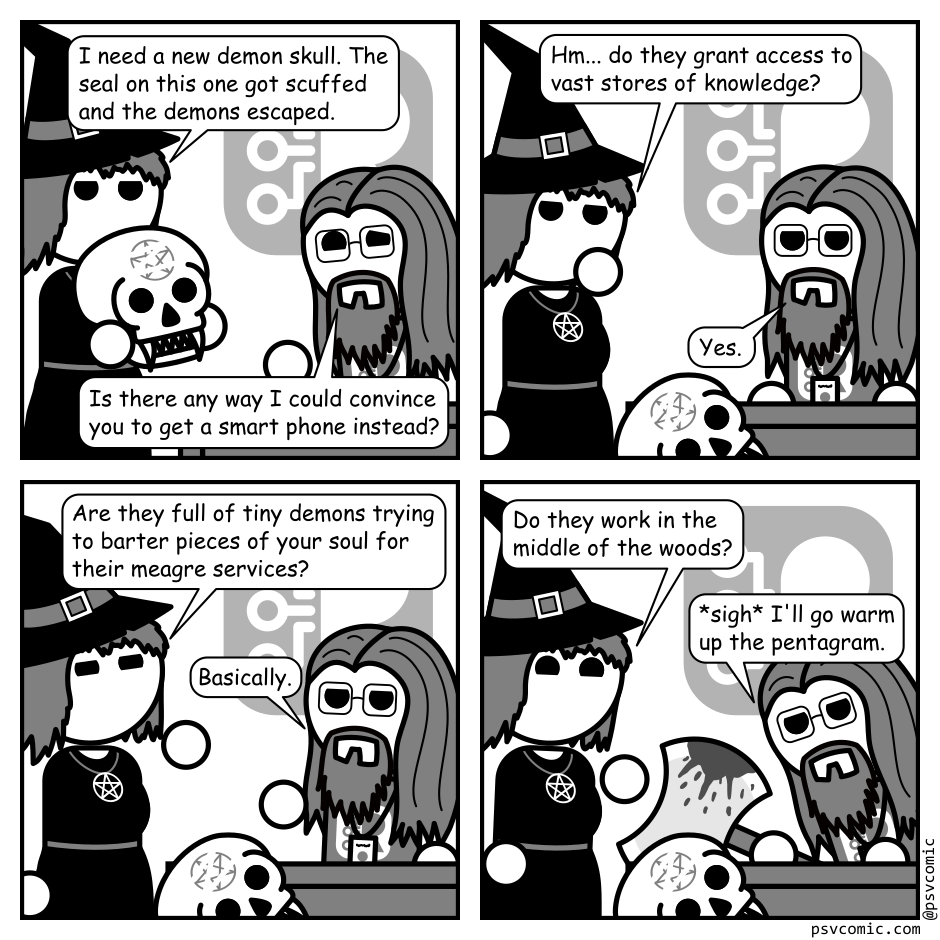 I need a new demon skull. The
seal on this one got scuffed
and the demons escaped.
Is there any way I could convince
you to get a smart phone instead?
Hm... do they grant access to
vast stores of knowledge?
Yes.
Are they full of tiny demons trying
to barter pieces of your soul for
their meagre services?
Basically.
Do they work in the
middle of the woods?
*sigh* I'll go warm
up the pentagram.
@psvcomic
psvcomic.com